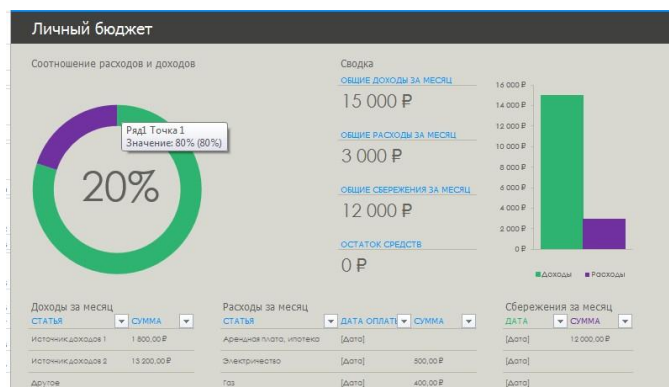 Личный бюджет
Соотношение расходов и доходов
Ряд1 Точка 1
Значение: 80% (80%)
20%
Сводка
ОБЩИЕ ДОХОДЫ ЗА МЕСЯЦ
15 000 ₽
ОБЩИЕ РАСХОДЫ ЗА МЕСЯЦ
3 000 ₽
ОБЩИЕ СБЕРЕЖЕНИЯ ЗА МЕСЯЦ
12 000 ₽
ОСТАТОК СРЕДСТВ
0 ₽
16 000 ₽
14 000 ₽
12 000 ₽
10 000 ₽
8 000 ₽
6 000 ₽
4 000 ₽
2 000 ₽
0 ₽
Доходы Расходы
Доходы за месяц
СТАТЬЯ СУММА
Источник доходов 1 1 800,00 ₽
Источник доходов 2 13 200,00 ₽
Другое
Расходы за месяц
СТАТЬЯ ДАТА ОПЛАТЫ СУММА
Арендная плата, ипотека [Дата]
Электричество [Дата] 500,00 ₽
Газ [Дата] 400,00 ₽
Сбережения за месяц
ДАТА СУММА
[Дата] 12 000,00 ₽
[Дата]
[Дата]